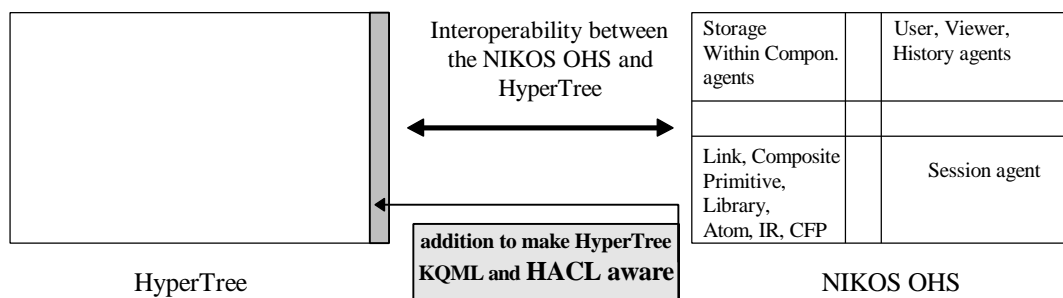 Interoperability between
the NIKOS OHS and
HyperTree
Storage
Within Compon.
agents
User, Viewer,
History agents
Link, Composite
Primitive,
Library,
Atom, IR, CFP
Session agent
addition to make HyperTree
KQML and HACL aware
HyperTree
NIKOS OHS